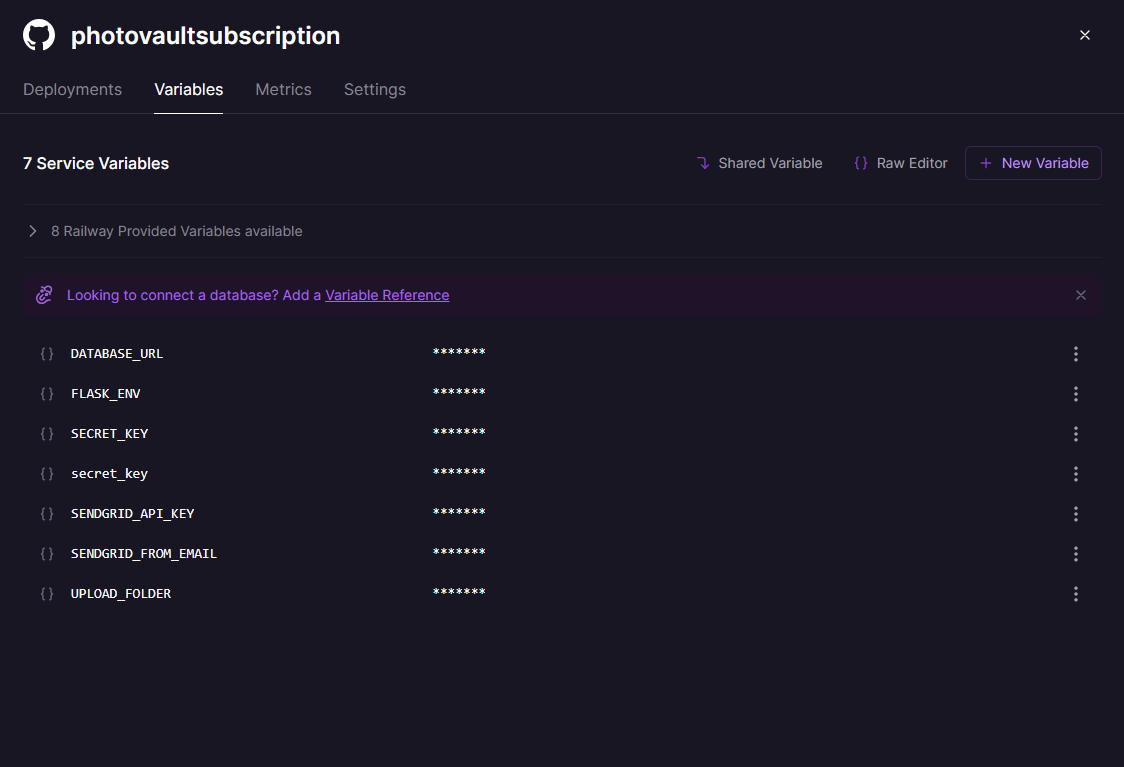 photovaultsubscription
Deployments Variables Metrics Settings
7 Service Variables Shared Variable {} Raw Editor + New Variable
8 Railway Provided Variables available
Looking to connect a database? Add a Variable Reference
{} DATABASE_URL *******
{} FLASK_ENV *******
{} SECRET_KEY *******
{} secret_key *******
{} SENDGRID_API_KEY *******
{} SENDGRID_FROM_EMAIL *******
{} UPLOAD_FOLDER *******